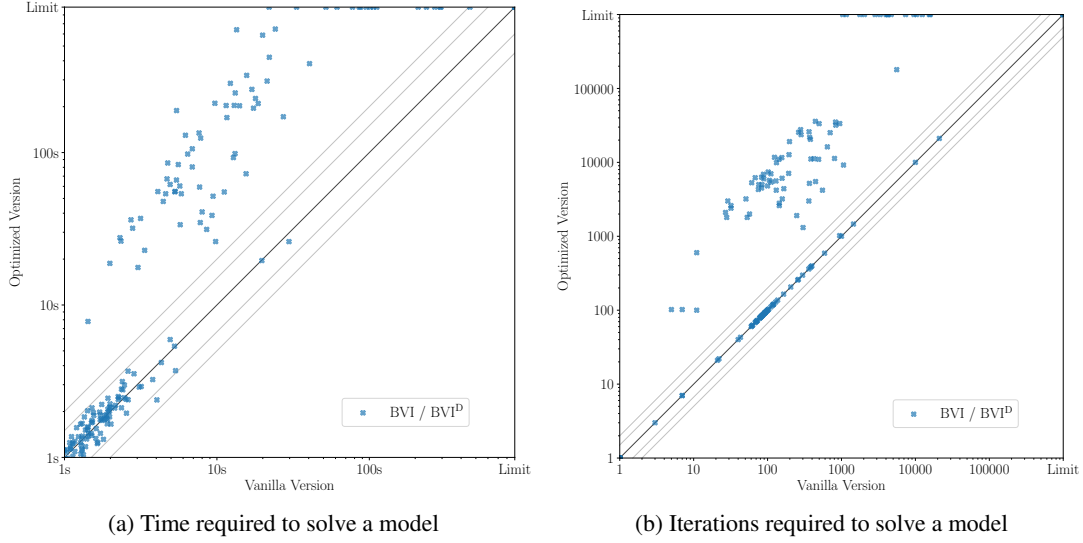 Limit
100s
10s
1s
Optimized Version
1s
10s
100s
Limit
Vanilla Version
BVI / BVI^D
(a) Time required to solve a model
Limit
100000
10000
1000
100
10
1
Optimized Version
1
10
100
1000
10000
100000
Limit
Vanilla Version
BVI / BVI^D
(b) Iterations required to solve a model